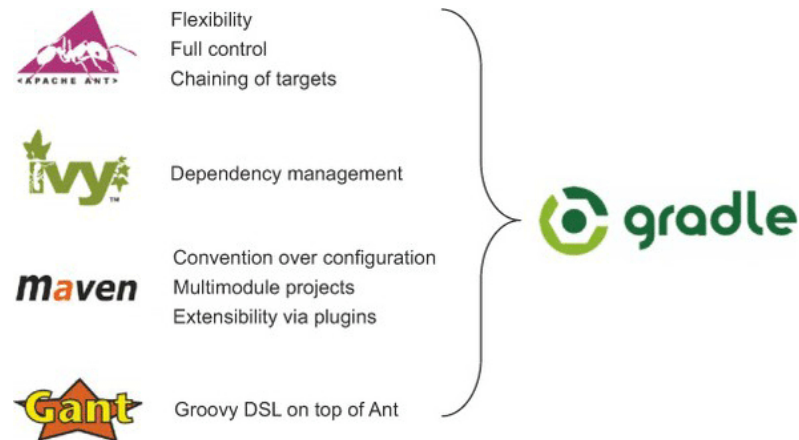 Flexibility
Full control
Chaining of targets
<APACHE ANT>
ivy
TM
Dependency management
gradle
Convention over configuration
maven
Multimodule projects
Extensibility via plugins
Gant
Groovy DSL on top of Ant